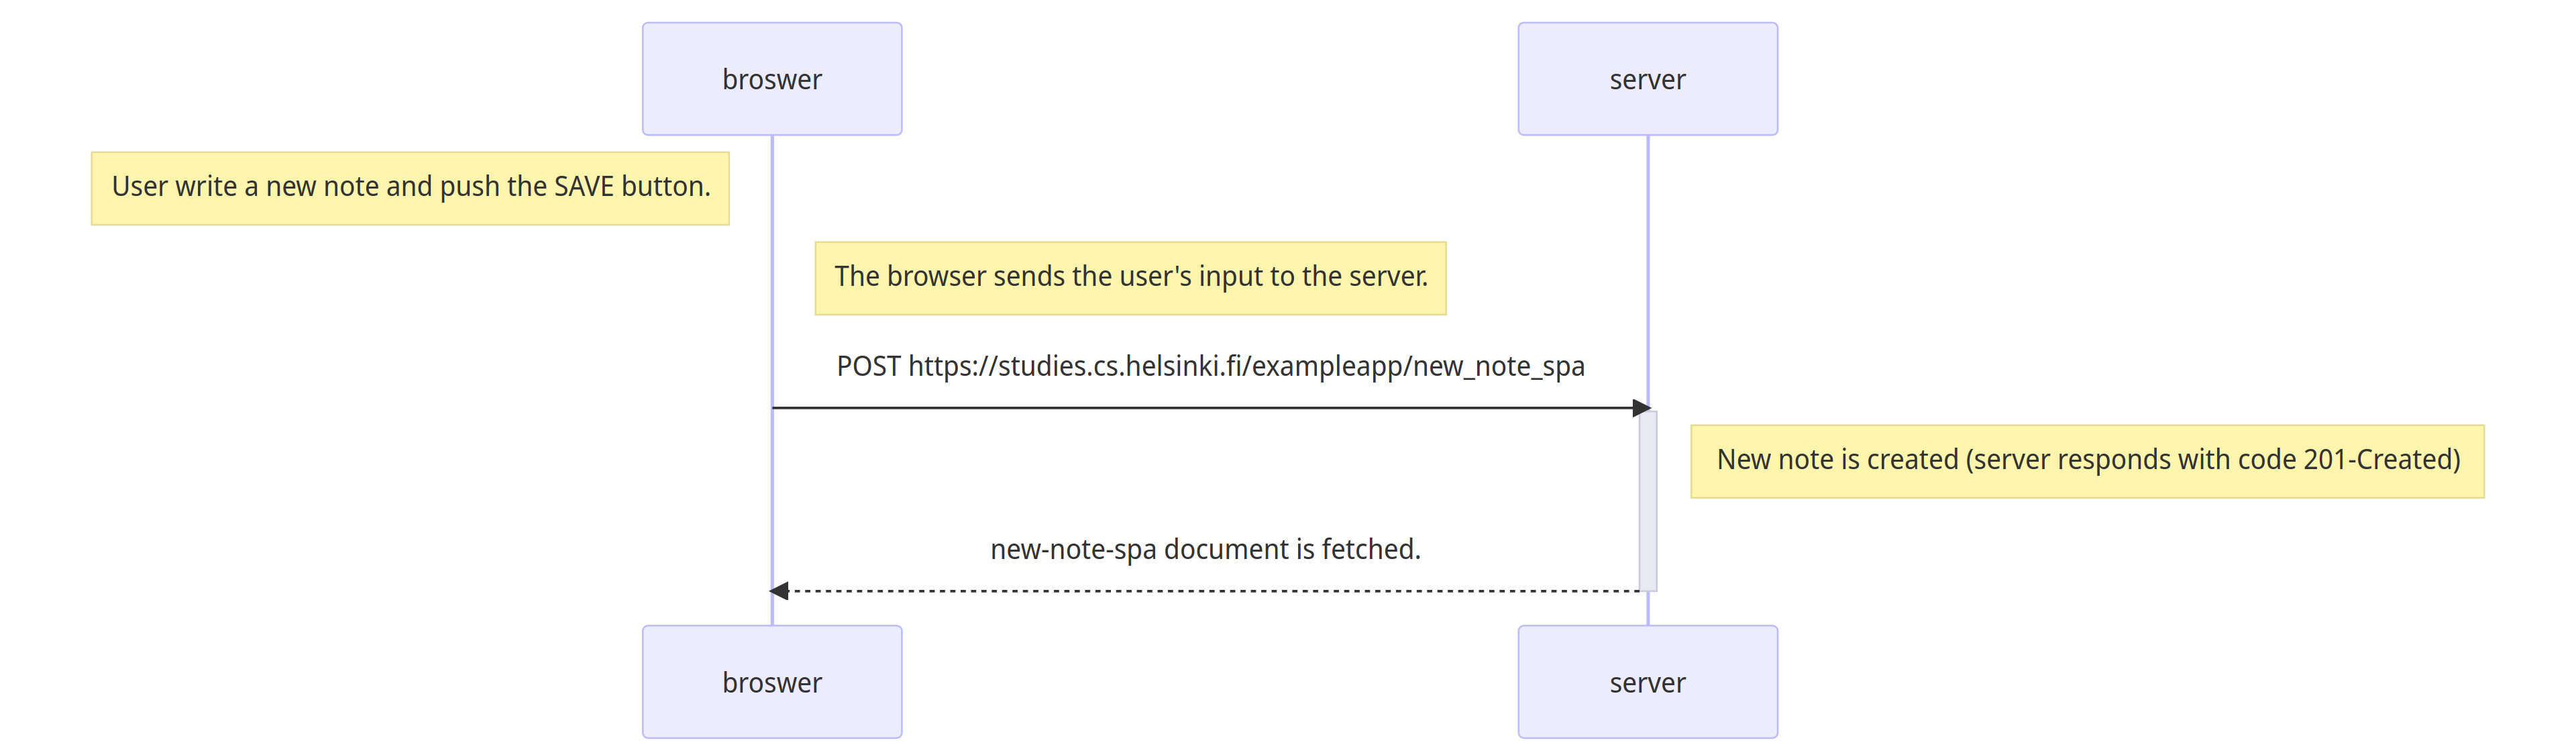 broswer
server
User write a new note and push the SAVE button.
The browser sends the user's input to the server.
POST https://studies.cs.helsinki.fi/exampleapp/new_note_spa
New note is created (server responds with code 201-Created)
new-note-spa document is fetched.
broswer
server